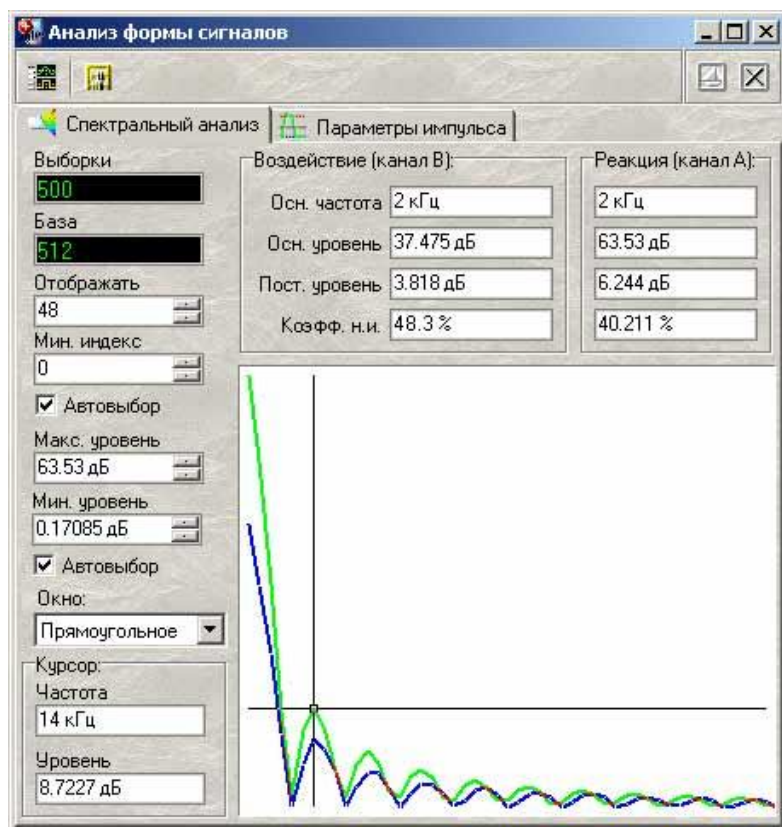 Анализ формы сигналов
Спектральный анализ
Параметры импульса
Выборки
500
База
512
Отображать
48
Мин. индекс
0
Автовыбор
Макс. уровень
63.53 дБ
Мин. уровень
0.17085 дБ
Автовыбор
Окно:
Прямоугольное
Курсор:
Частота
14 кГц
Уровень
8.7227 дБ
Воздействие (канал B):
Осн. частота 2 кГц
Осн. уровень 37.475 дБ
Пост. уровень 3.818 дБ
Коэфф. н.и. 48.3 %
Реакция (канал A):
2 кГц
63.53 дБ
6.244 дБ
40.211 %